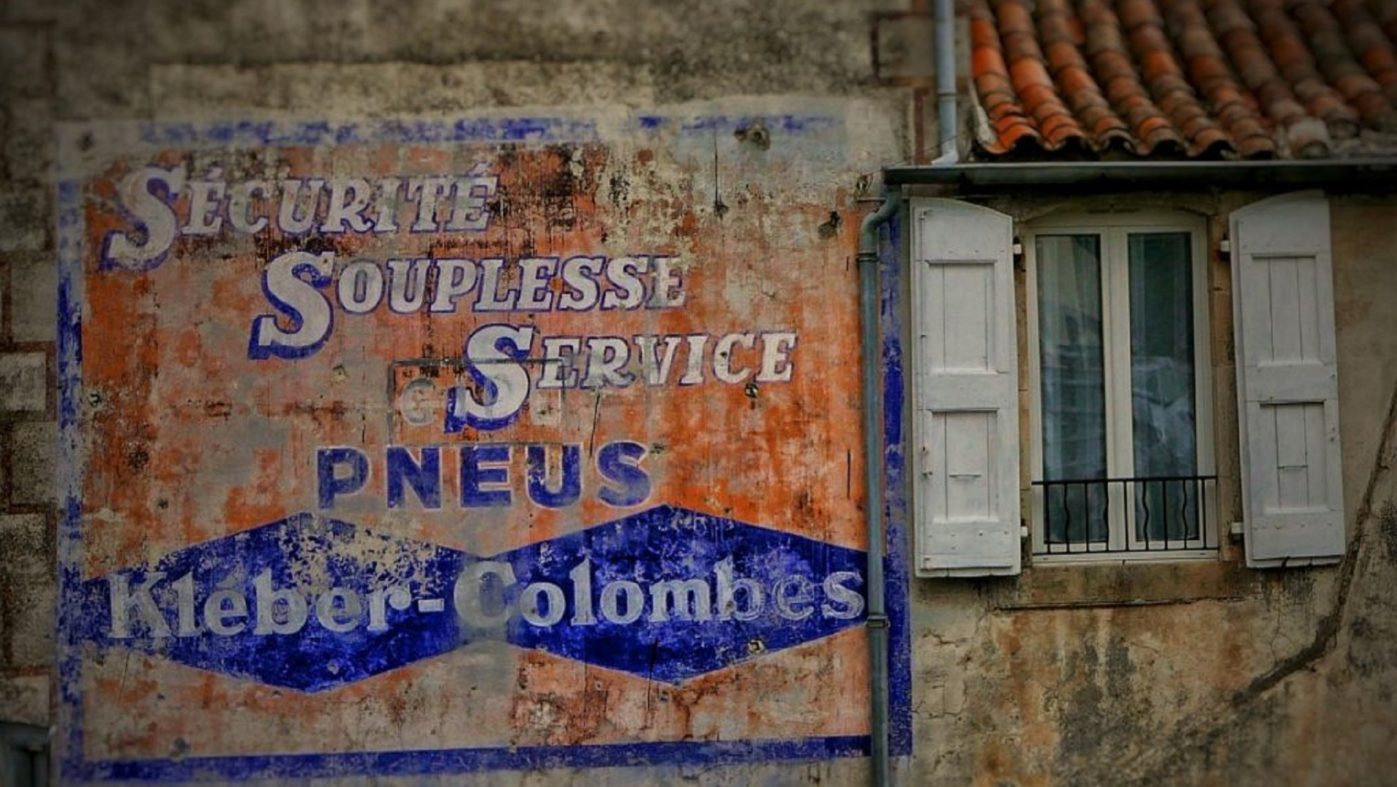 SÉCURITÉ
SOUPLESSE
SERVICE
PNEUS
Kléber-Colombes